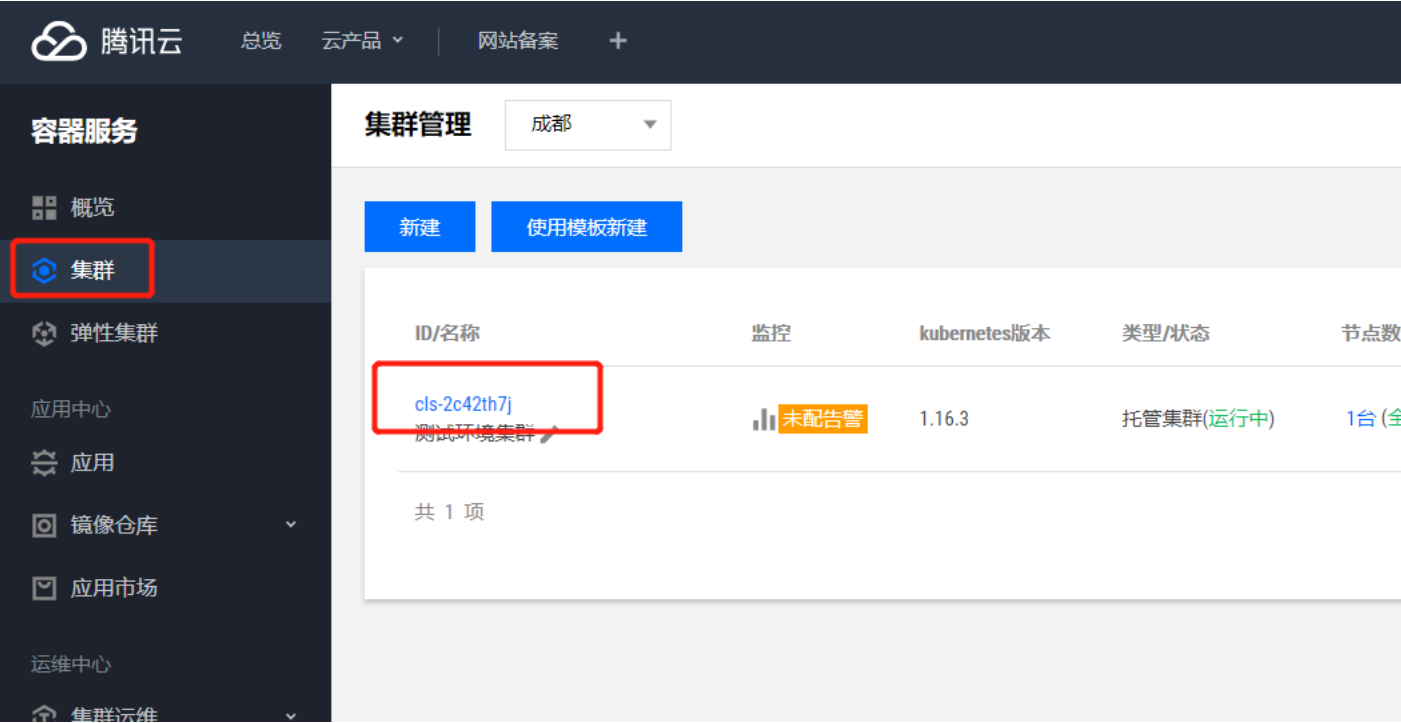 腾讯云 总览 云产品 网站备案 +
容器服务
集群管理 成都
概览
新建 使用模板新建
集群
弹性集群
ID/名称 监控 kubernetes版本 类型/状态 节点数
cls-2c42th7j
测试环境集群
未配告警 1.16.3 托管集群(运行中) 1台 (全
应用中心
应用
共 1 项
镜像仓库
应用市场
运维中心
集群运维